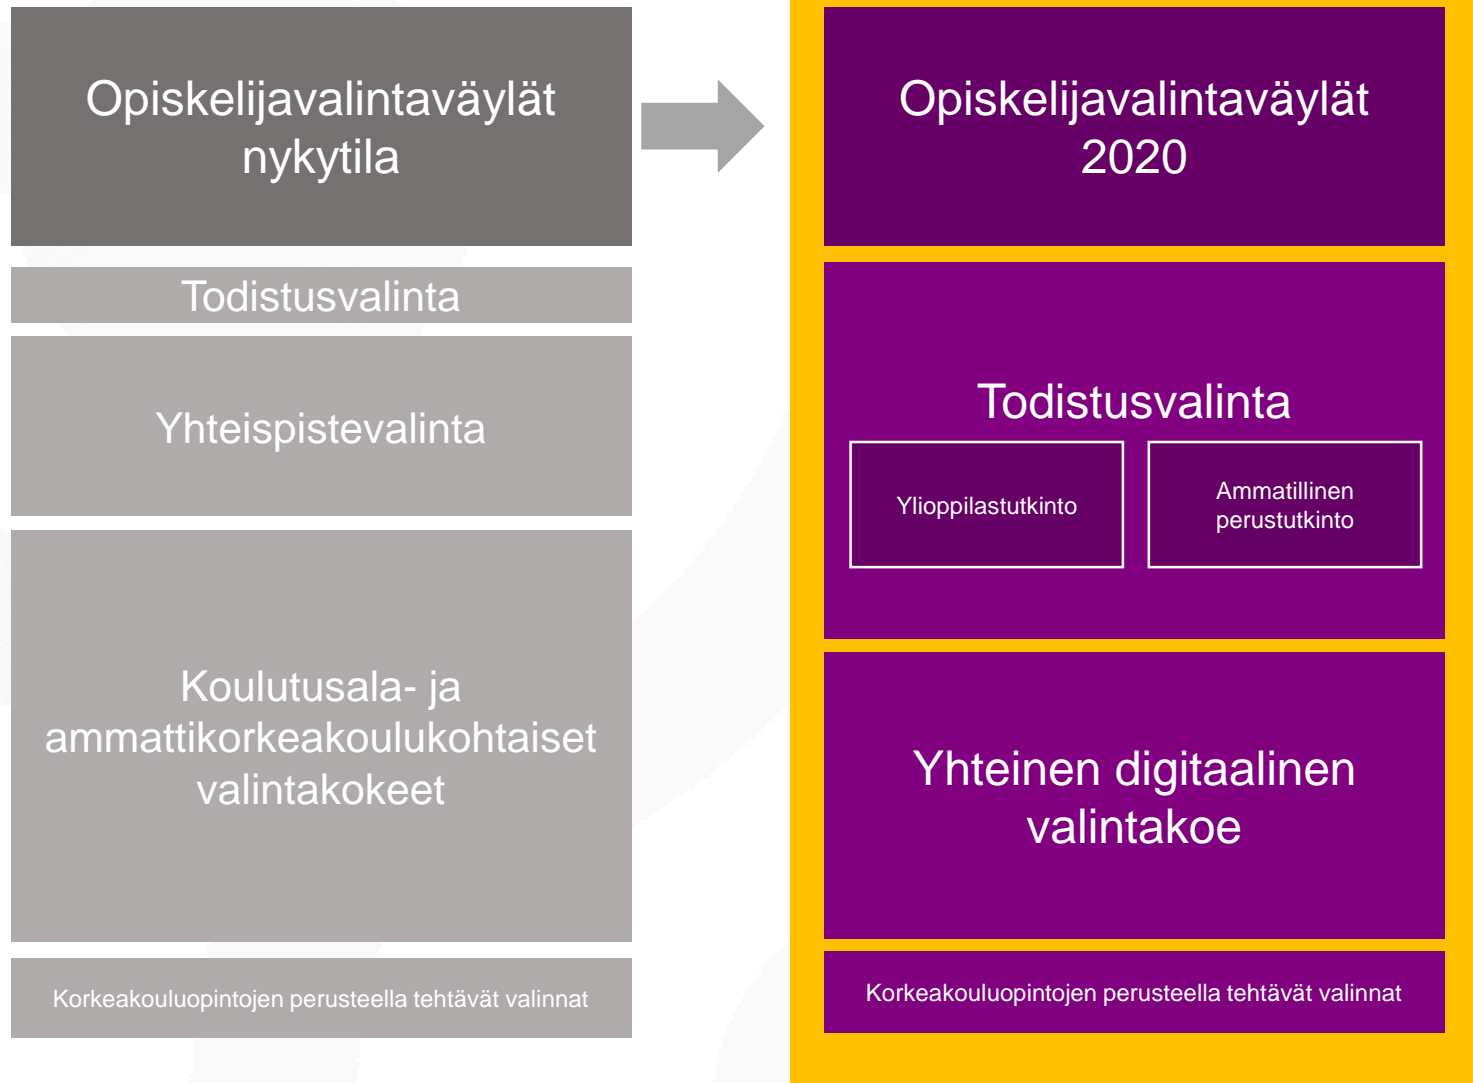 Opiskelijavalintaväylät
nykytila
Todistusvalinta
Yhteispistevalinta
Koulutusala- ja
ammattikorkeakoulukohtaiset
valintakokeet
Korkeakouluopintojen perusteella tehtävät valinnat
Opiskelijavalintaväylät
2020
Todistusvalinta
Ylioppilastutkinto
Ammatillinen
perustutkinto
Yhteinen digitaalinen
valintakoe
Korkeakouluopintojen perusteella tehtävät valinnat